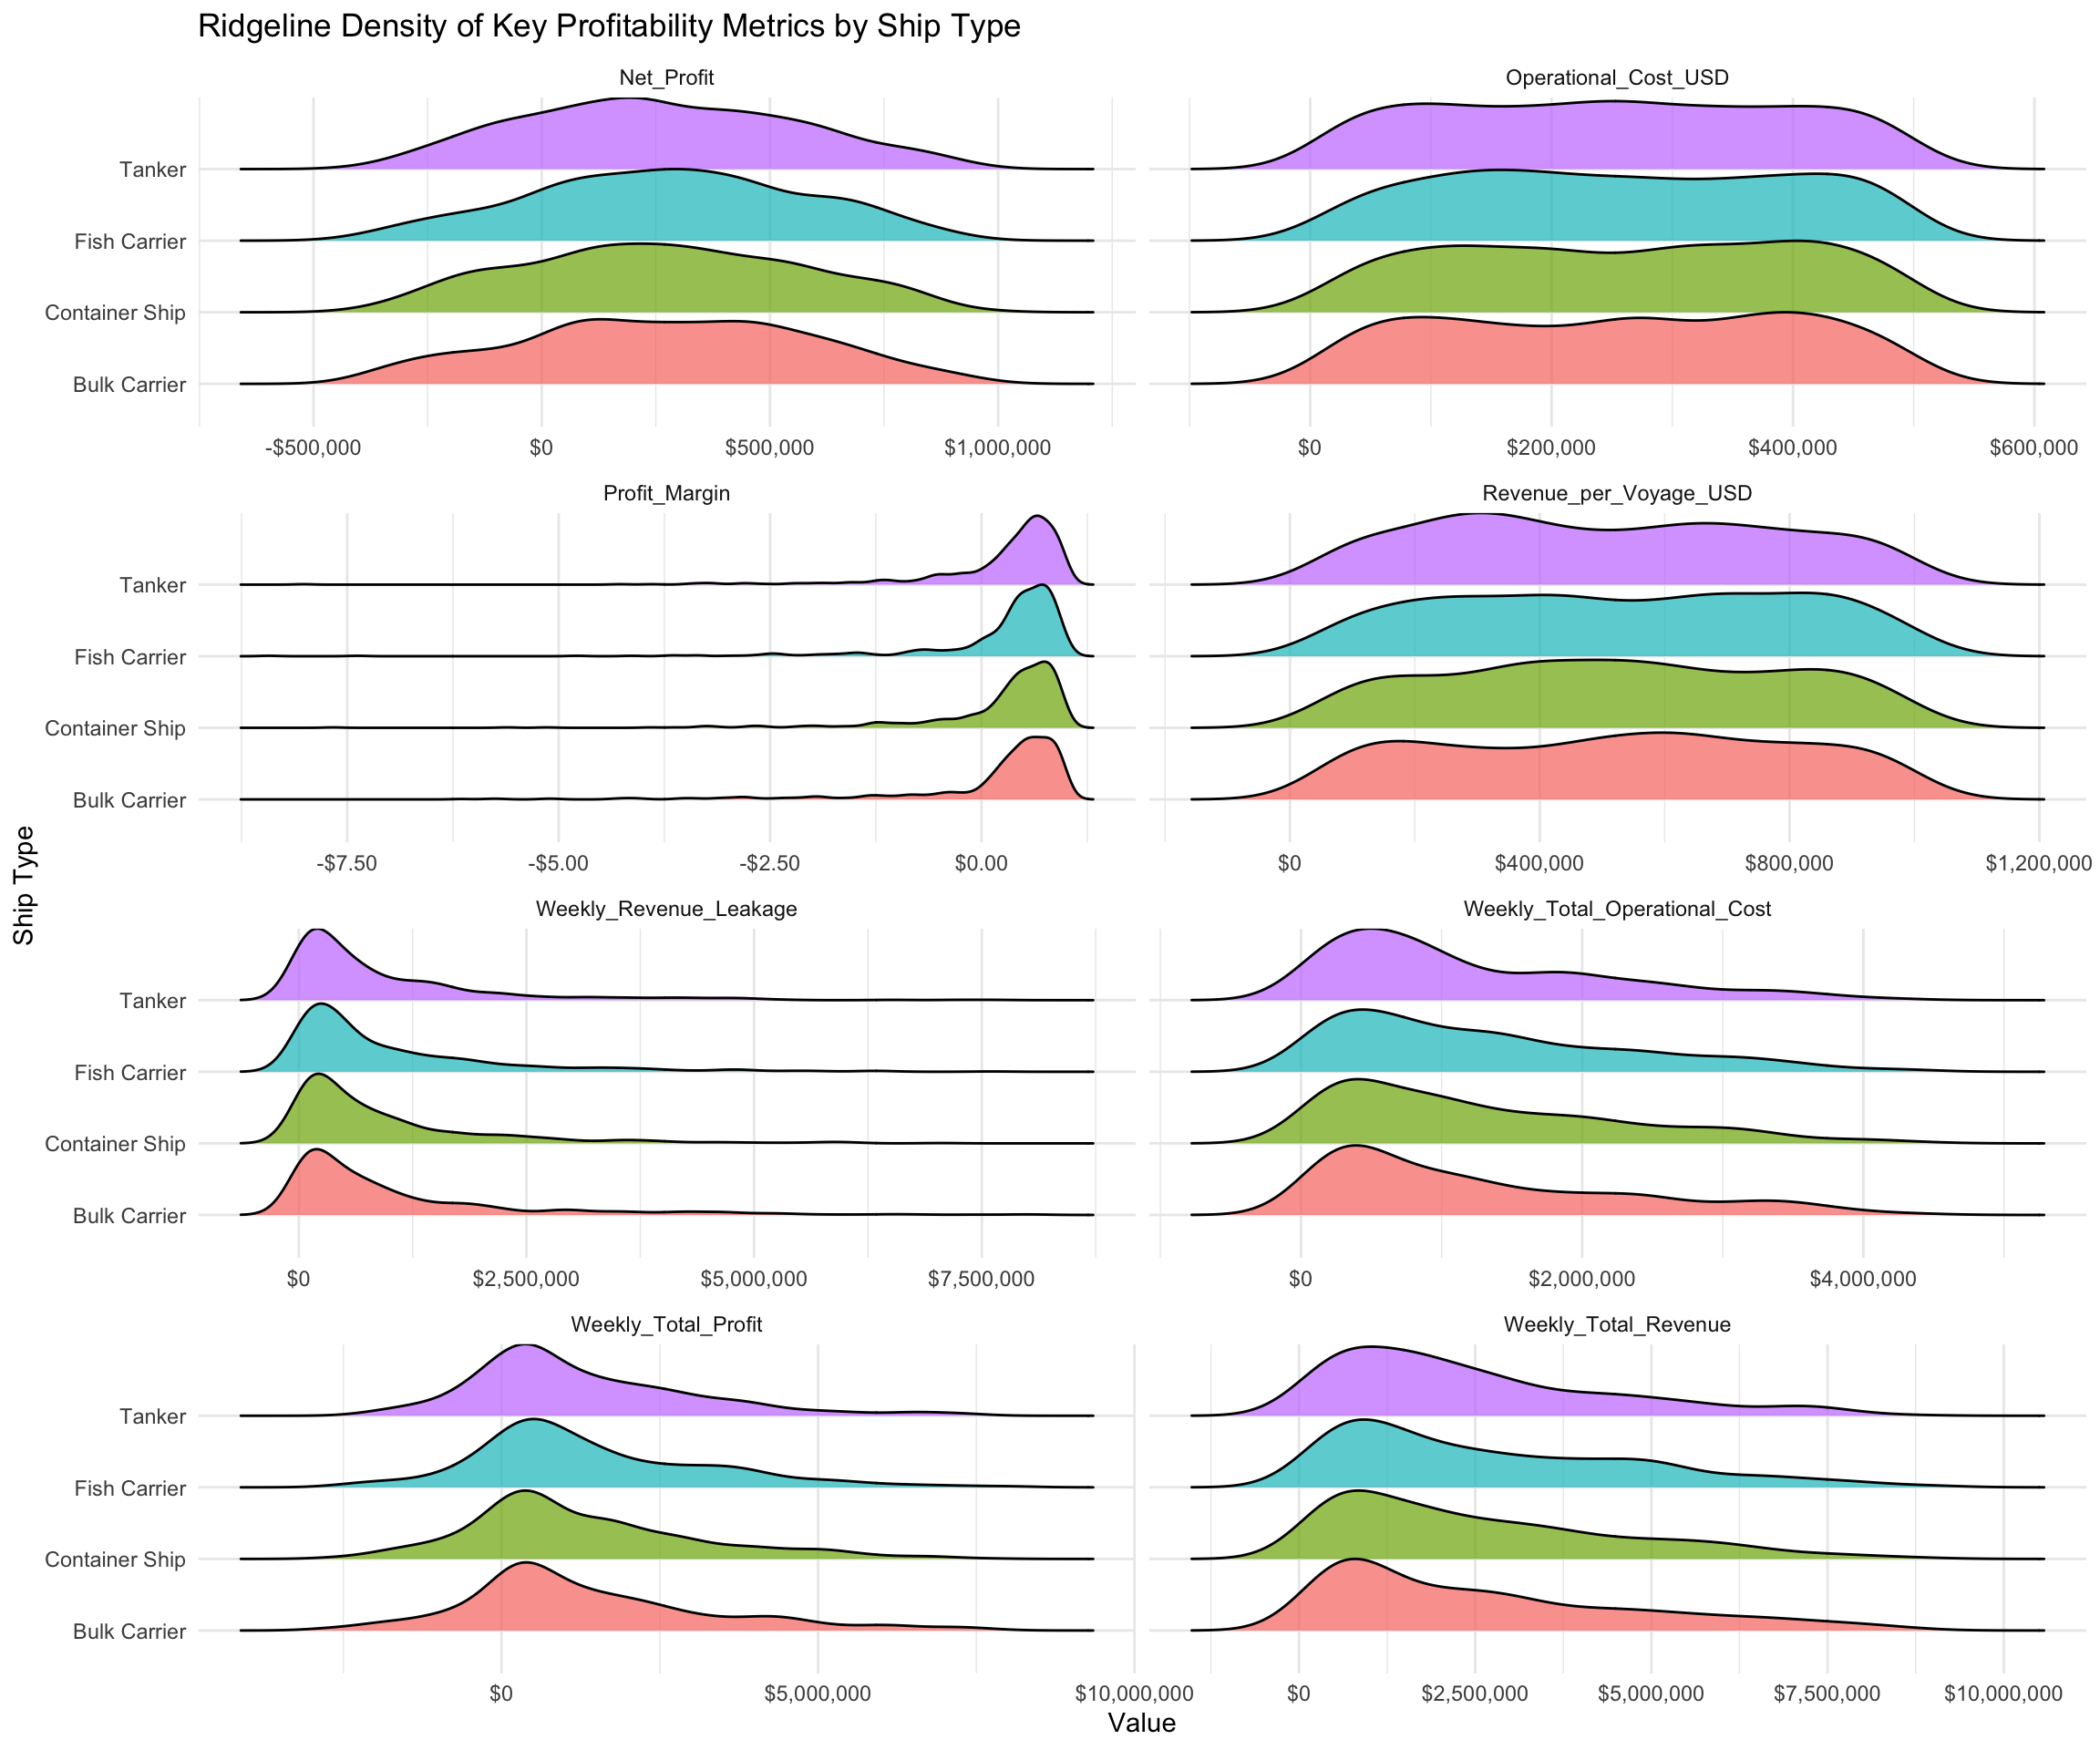 Ridgeline Density of Key Profitability Metrics by Ship Type
Net_Profit
Operational_Cost_USD
Tanker
Fish Carrier
Container Ship
Bulk Carrier
-$500,000 $0 $500,000 $1,000,000
$0 $200,000 $400,000 $600,000
Profit_Margin
Revenue_per_Voyage_USD
Tanker
Fish Carrier
Container Ship
Bulk Carrier
-$7.50 -$5.00 -$2.50 $0.00
$0 $400,000 $800,000 $1,200,000
Ship Type
Weekly_Revenue_Leakage
Weekly_Total_Operational_Cost
Tanker
Fish Carrier
Container Ship
Bulk Carrier
$0 $2,500,000 $5,000,000 $7,500,000
$0 $2,000,000 $4,000,000
Weekly_Total_Profit
Weekly_Total_Revenue
Tanker
Fish Carrier
Container Ship
Bulk Carrier
$0 $5,000,000 $10,000,000
$0 $2,500,000 $5,000,000 $7,500,000 $10,000,000
Value